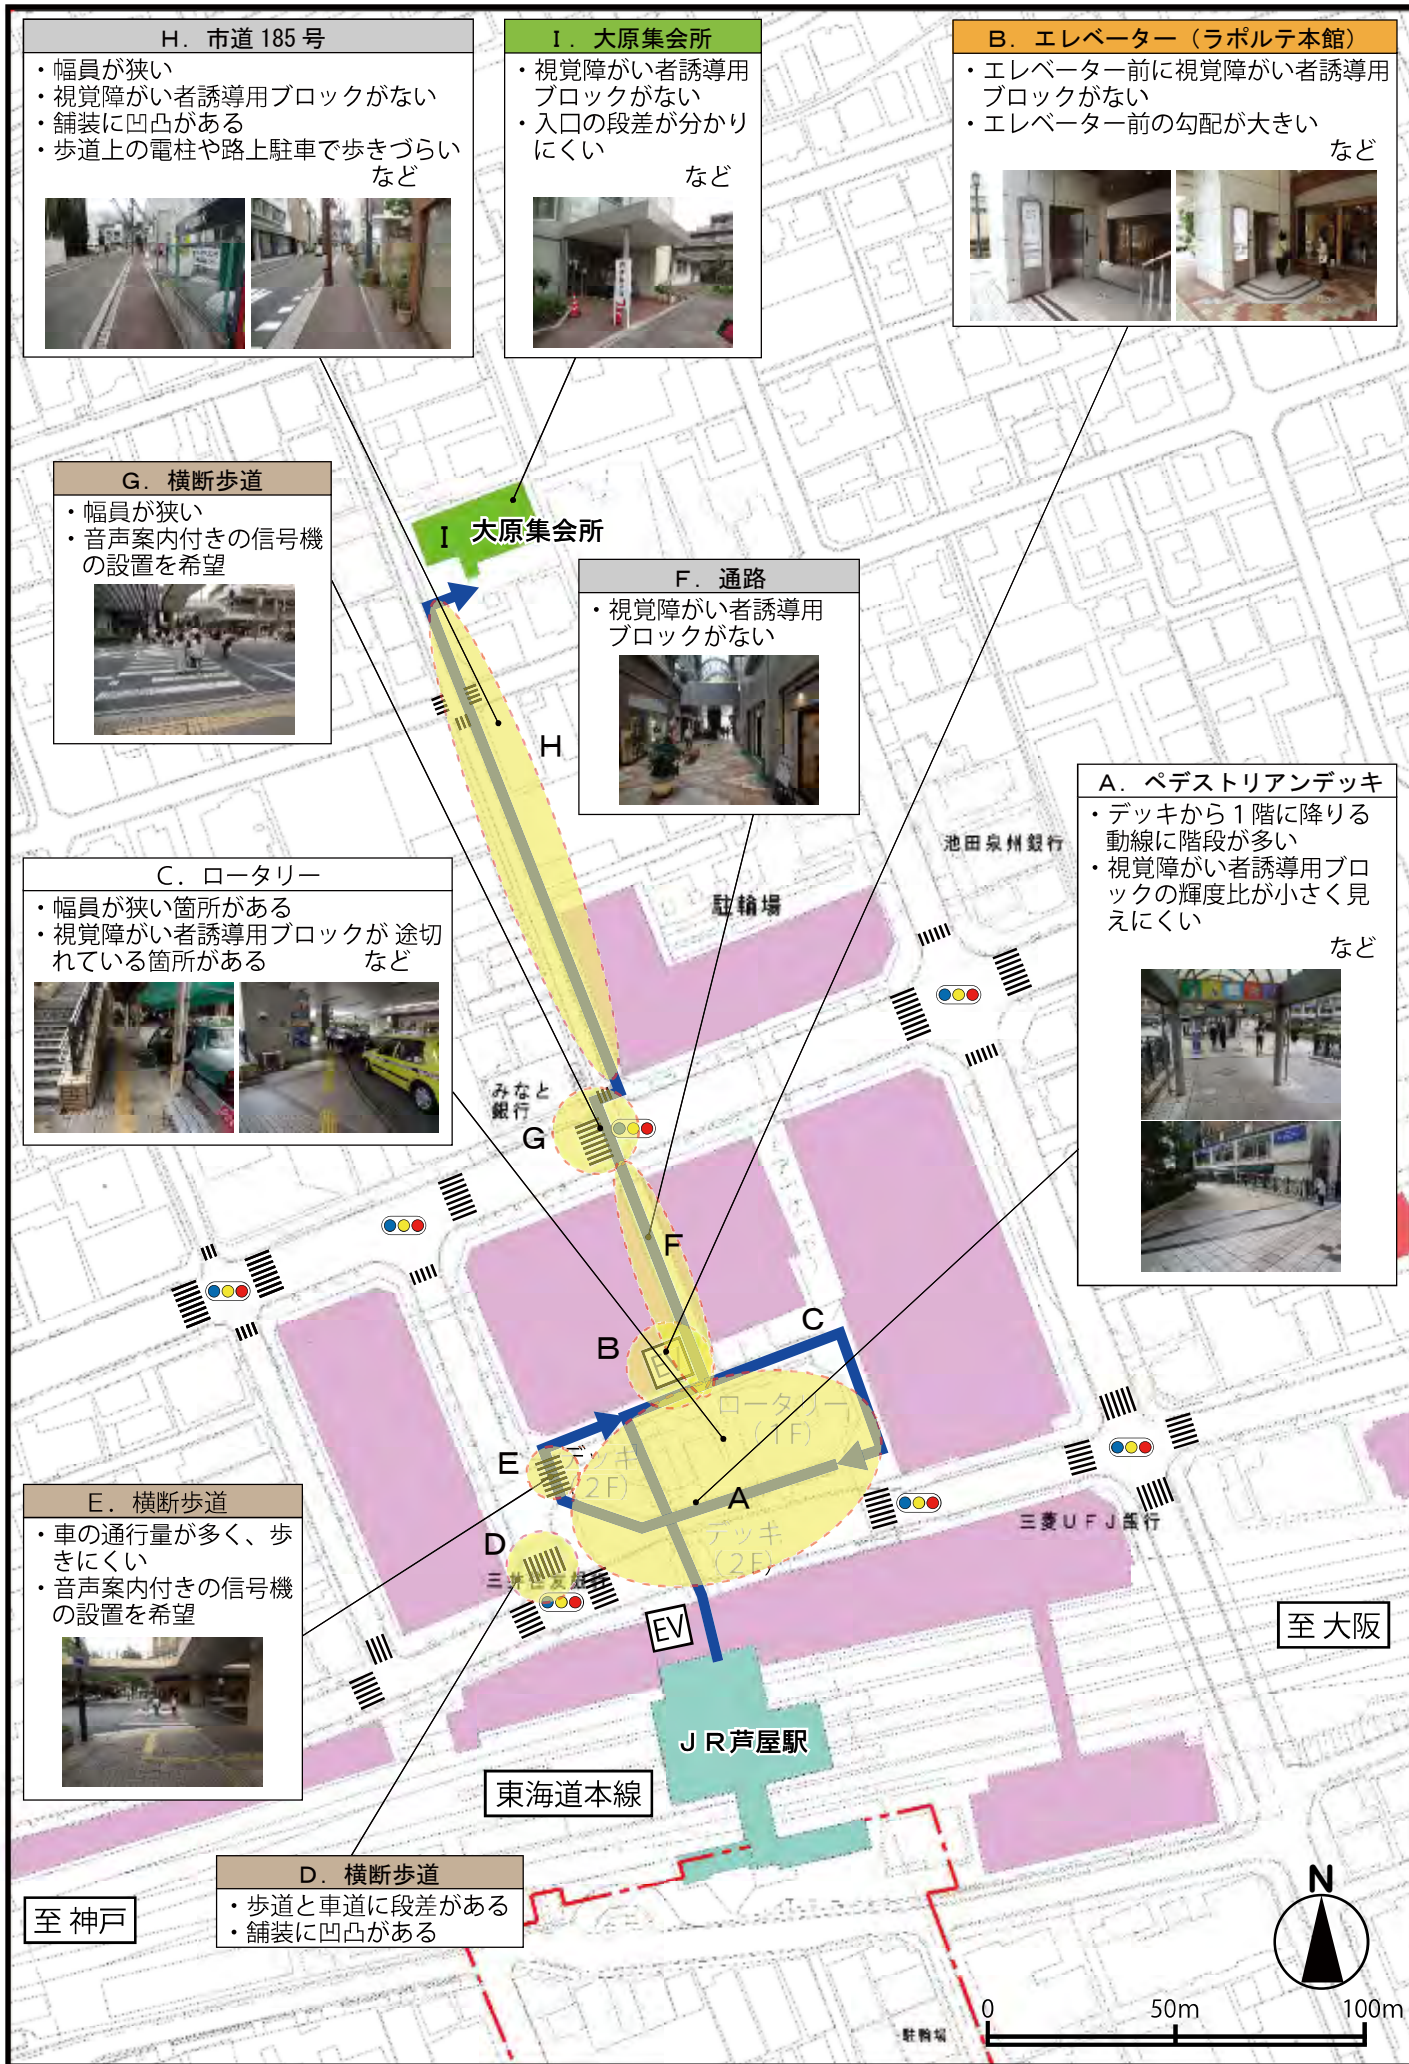 H．市道 185 号
・幅員が狭い
・視覚障がい者誘導用ブロックがない
・舗装に凹凸がある
・歩道上の電柱や路上駐車で歩きづらい
など
I．大原集会所
・視覚障がい者誘導用
ブロックがない
・入口の段差が分かり
にくい
など
B．エレベーター（ラポルテ本館）
・エレベーター前に視覚障がい者誘導用
ブロックがない
・エレベーター前の勾配が大きい
など
G．横断歩道
・幅員が狭い
・音声案内付きの信号機
の設置を希望
I 大原集会所
F．通路
・視覚障がい者誘導用
ブロックがない
H
A．ペデストリアンデッキ
・デッキから１階に降りる
動線に階段が多い
・視覚障がい者誘導用ブロ
ックの輝度比が小さく見
えにくい
など
池田泉州銀行
駐輪場
C．ロータリー
・幅員が狭い箇所がある
・視覚障がい者誘導用ブロックが 途切
れている箇所がある など
みなと
銀行
G
F
C
B
EV
ロータリー
（1F）
デッキ
（2F）
E
A
デッキ
（2F）
D
三井住友銀行
三菱UFJ銀行
E．横断歩道
・車の通行量が多く、歩
きにくい
・音声案内付きの信号機
の設置を希望
EV
至 大阪
ＪＲ芦屋駅
東海道本線
D．横断歩道
・歩道と車道に段差がある
・舗装に凹凸がある
至 神戸
N
0 50m 100m
駐輪場